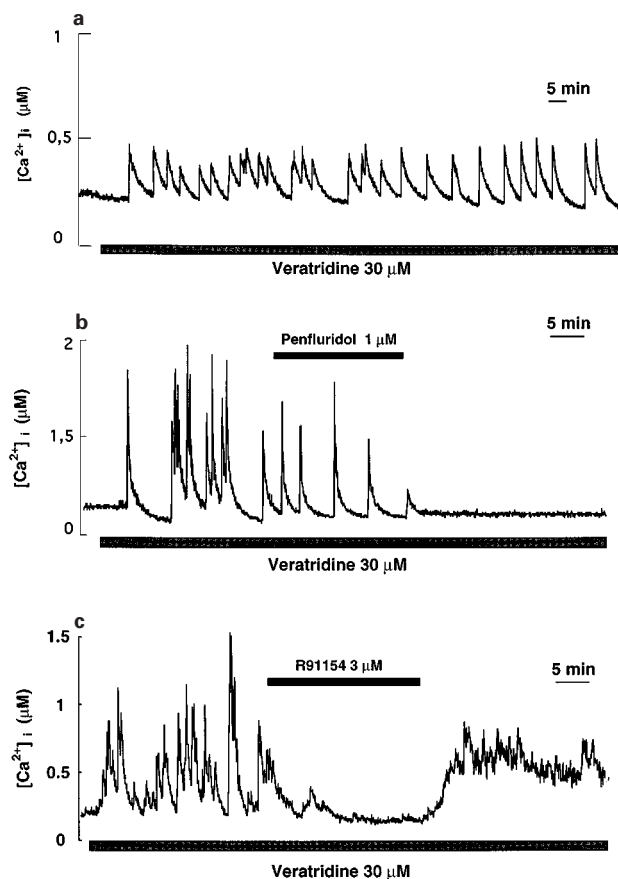 a
1
5 min
[Ca2+]i (μM)
0,5
0
Veratridine 30 μM
b
2
Penfluridol 1 μM
5 min
1,5
[Ca2+]i (μM)
0
Veratridine 30 μM
c
1.5
R91154 3 μM
5 min
1
[Ca2+]i (μM)
0.5
0
Veratridine 30 μM